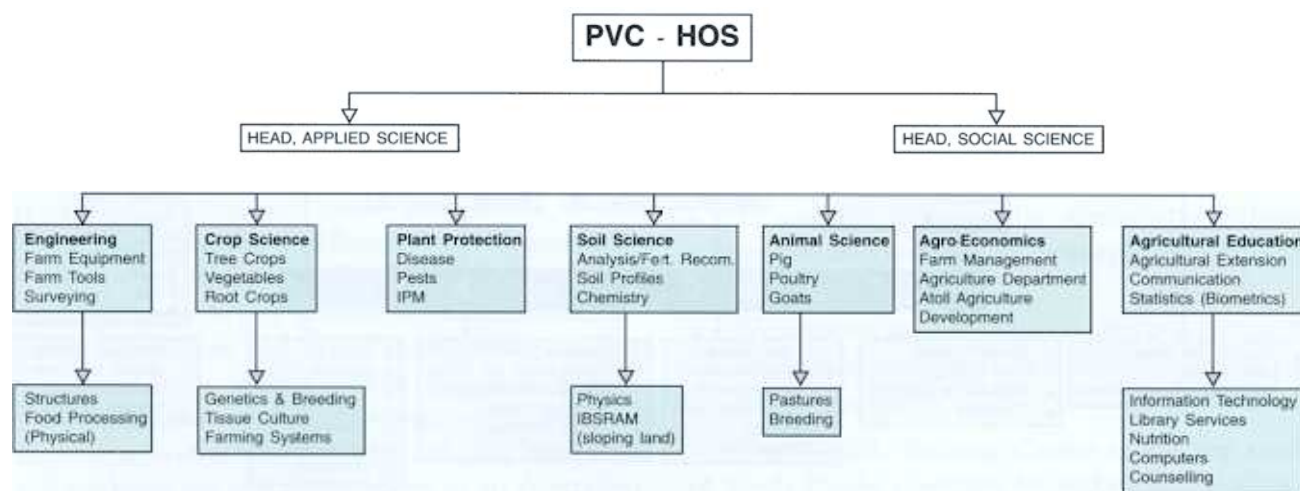 PVC - HOS
HEAD, APPLIED SCIENCE
HEAD, SOCIAL SCIENCE
Engineering
Farm Equipment
Farm Tools
Surveying
Crop Science
Tree Crops
Vegetables
Root Crops
Plant Protection
Disease
Pests
IPM
Soil Science
Analysis/Fert. Recom.
Soil Profiles
Chemistry
Animal Science
Pig
Poultry
Goats
Agro-Economics
Farm Management
Agriculture Department
Atoll Agriculture
Development
Agricultural Education
Agricultural Extension
Communication
Statistics (Biometrics)
Structures
Food Processing
(Physical)
Genetics & Breeding
Tissue Culture
Farming Systems
Physics
IBSRAM
(sloping land)
Pastures
Breeding
Information Technology
Library Services
Nutrition
Computers
Counselling